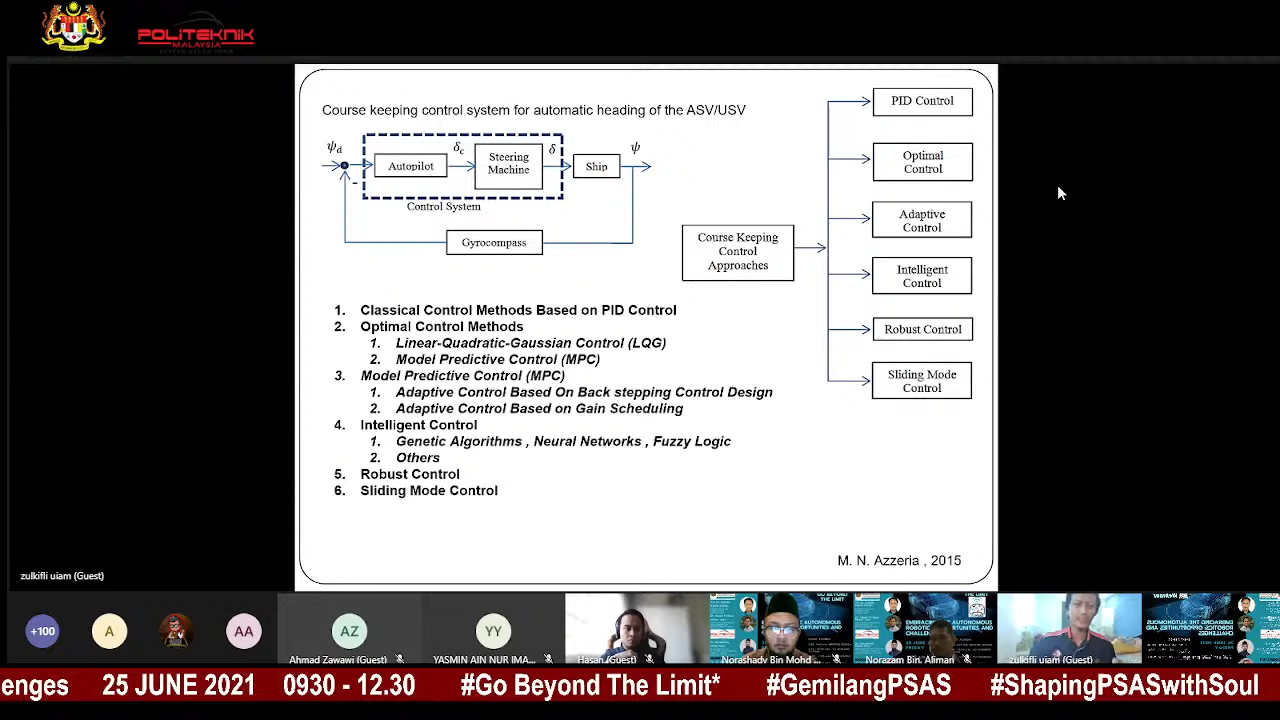 POLITEKNIK
MALAYSIA
Course keeping control system for automatic heading of the ASV/USV
ψd
Autopilot
δc
Steering
Machine
δ
Ship
ψ
-
Control System
Gyrocompass
Course Keeping
Control
Approaches
PID Control
Optimal
Control
Adaptive
Control
Intelligent
Control
Robust Control
Sliding Mode
Control
1. Classical Control Methods Based on PID Control
2. Optimal Control Methods
1. Linear-Quadratic-Gaussian Control (LQG)
2. Model Predictive Control (MPC)
3. Model Predictive Control (MPC)
1. Adaptive Control Based On Back stepping Control Design
2. Adaptive Control Based on Gain Scheduling
4. Intelligent Control
1. Genetic Algorithms , Neural Networks , Fuzzy Logic
2. Others
5. Robust Control
6. Sliding Mode Control
M. N. Azzeria , 2015
zulkifli uiam (Guest)
+100
A
AA
AZ
Ahmad Zawawi (Guest)
YY
YASMIN AIN NUR IMA...
Hasan (Guest)
Norashady Bin Mohd ...
Norazam Bin. Aliman
zulkifli uiam (Guest)
enges 25 JUNE 2021 0930 - 12.30 #Go Beyond The Limit* #GemilangPSAS #ShapingPSASwithSoul